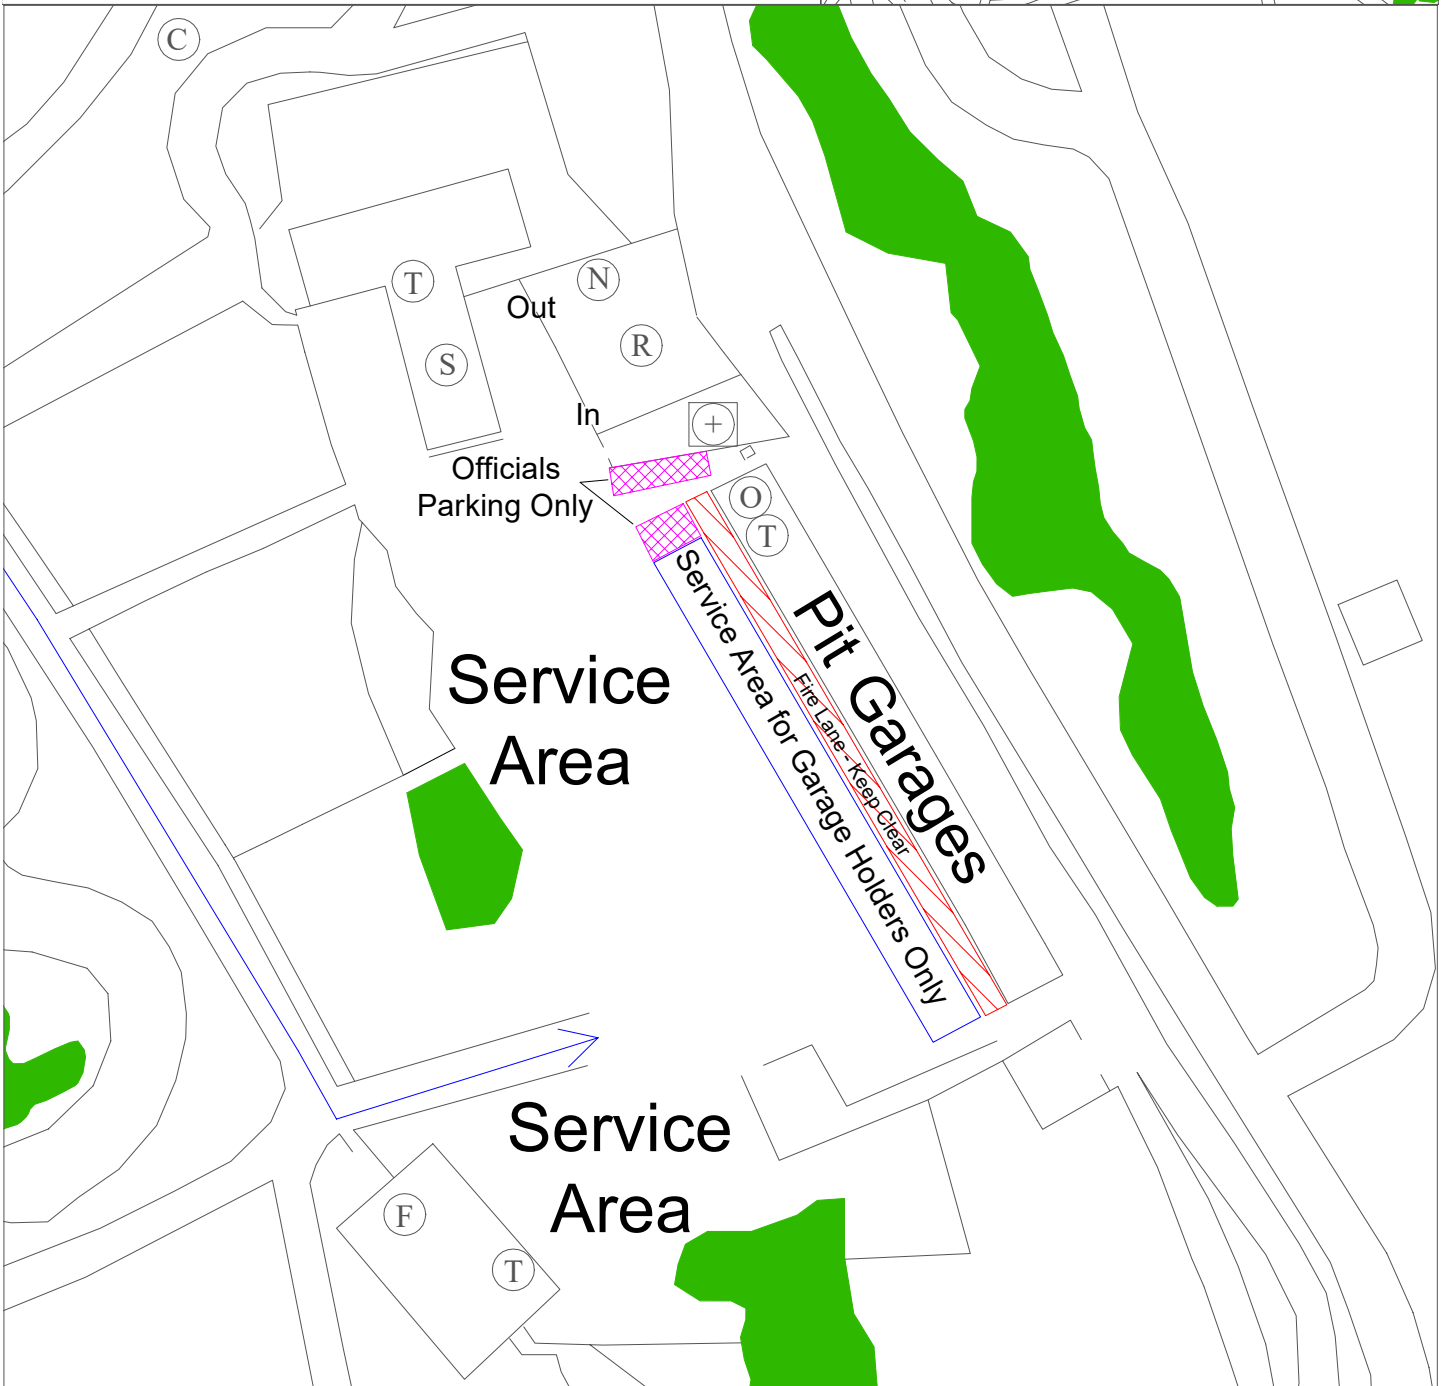 C
T
N
Out
R
S
In
+
Officials
Parking Only
O
T
Pit Garages
Fire Lane - Keep Clear
Service Area for Garage Holders Only
Service
Area
Service
Area
F
T